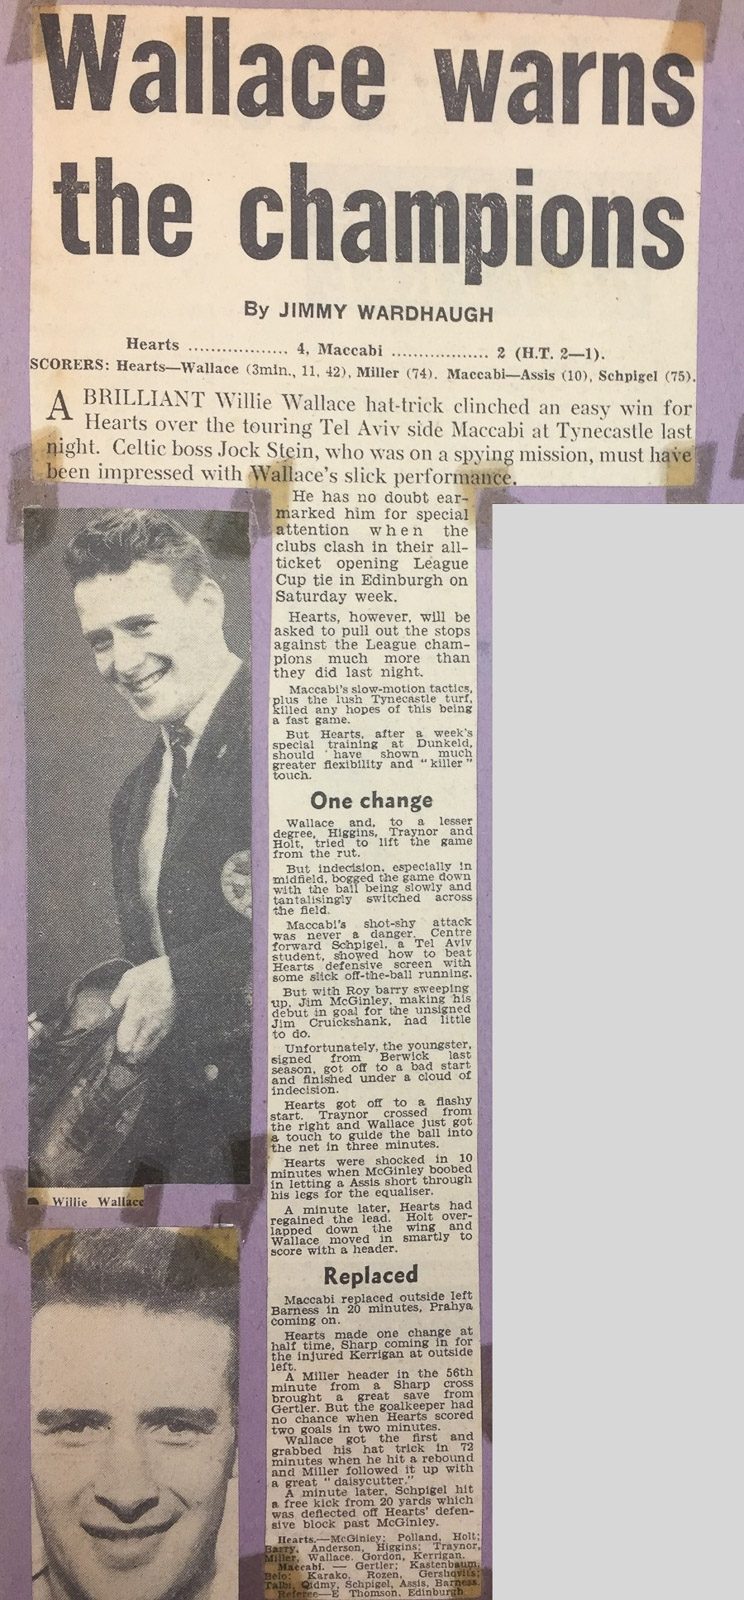 Wallace warns
the champions
By JIMMY WARDHAUGH
Hearts .................. 4, Maccabi .................. 2 (H.T. 2—1).
SCORERS: Hearts—Wallace (3min., 11, 42), Miller (74). Maccabi—Assis (10), Schpigel (75).
A BRILLIANT Willie Wallace hat-trick clinched an easy win for
Hearts over the touring Tel Aviv side Maccabi at Tynecastle last
night. Celtic boss Jock Stein, who was on a spying mission, must have
been impressed with Wallace's slick performance.
He has no doubt ear-
marked him for special
attention when the
clubs clash in their all-
ticket opening League
Cup tie in Edinburgh on
Saturday week.
Hearts, however, will be
asked to pull out the stops
against the League cham-
pions much more than
they did last night.
Maccabi's slow-motion tactics,
plus the lush Tynecastle turf,
killed any hopes of this being
a fast game.
But Hearts, after a week's
special training at Dunkeld,
should have shown much
greater flexibility and "killer"
touch.
One change
Wallace and, to a lesser
degree, Higgins, Traynor and
Holt, tried to lift the game
from the rut.
But indecision, especially in
midfield, bogged the game down
with the ball being slowly and
tantalisingly switched across
the field.
Maccabi's shot-shy attack
was never a danger. Centre
forward Schpigel, a Tel Aviv
student, showed how to beat
Hearts defensive screen with
some slick off-the-ball running.
But with Roy barry sweeping
up, Jim McGinley, making his
debut in goal for the unsigned
Jim Cruickshank, had little
to do.
Unfortunately, the youngster,
signed from Berwick last
season, got off to a bad start
and finished under a cloud of
indecision.
Hearts got off to a flashy
start. Traynor crossed from
the right and Wallace just got
a touch to guide the ball into
the net in three minutes.
Hearts were shocked in 10
minutes when McGinley boobed
in letting a Assis short through
his legs for the equaliser.
A minute later, Hearts had
regained the lead. Holt over-
lapped down the wing and
Wallace moved in smartly to
score with a header.
Replaced
Maccabi replaced outside left
Barness in 20 minutes, Prahya
coming on.
Hearts made one change at
half time, Sharp coming in for
the injured Kerrigan at outside
left.
A Miller header in the 56th
minute from a Sharp cross
brought a great save from
Gertler. But the goalkeeper had
no chance when Hearts scored
two goals in two minutes.
Wallace got the first and
grabbed his hat trick in 72
minutes when he hit a rebound
and Miller followed it up with
a great "daisycutter."
A minute later, Schpigel hit
a free kick from 20 yards which
was deflected off Hearts' defen-
sive block past McGinley.
Hearts.—McGinley; Polland, Holt;
Barry, Anderson, Higgins; Traynor,
Miller, Wallace, Gordon, Kerrigan.
Maccabi. — Gertler; Kastenbaum,
Belo; Karako, Rozen, Gershovits;
Talbi, Qidmy, Schpigel, Assis, Barness.
Referee—E Thomson, Edinburgh
Willie Wallace